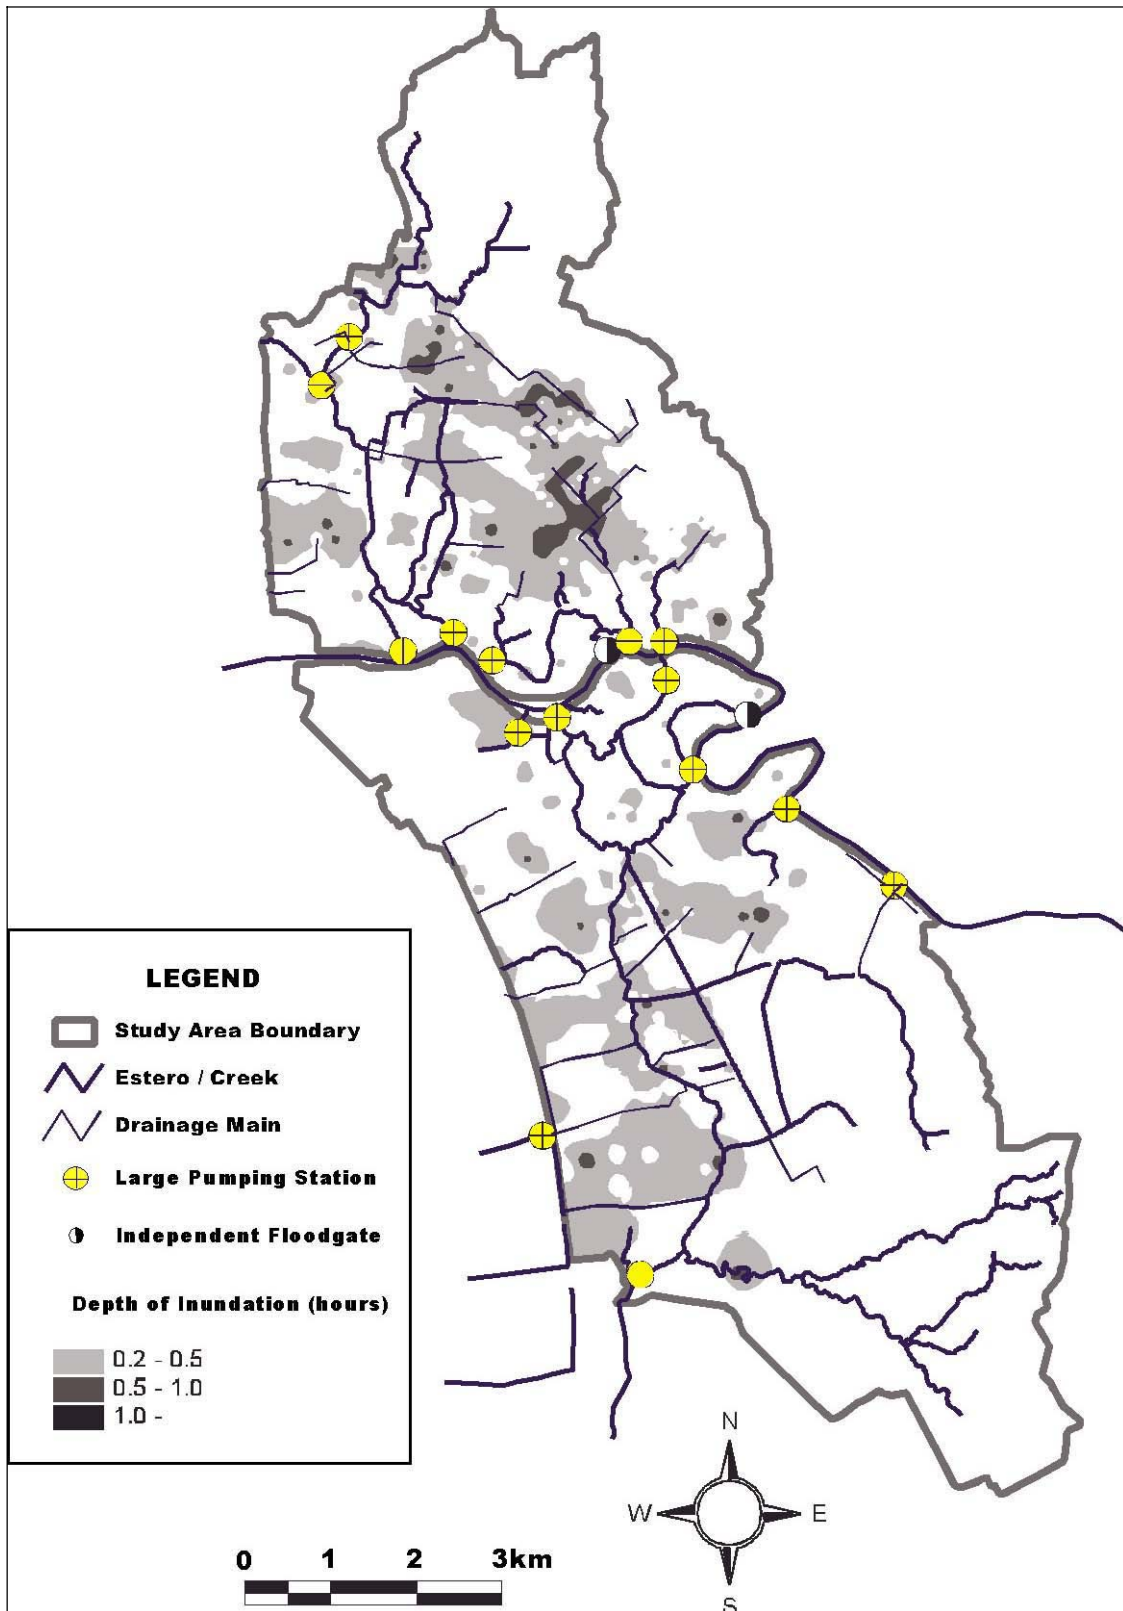 LEGEND
Study Area Boundary
Estero / Creek
Drainage Main
Large Pumping Station
Independent Floodgate
Depth of Inundation (hours)
0.2 - 0.5
0.5 - 1.0
1.0 -
N
W E
S
0 1 2 3km